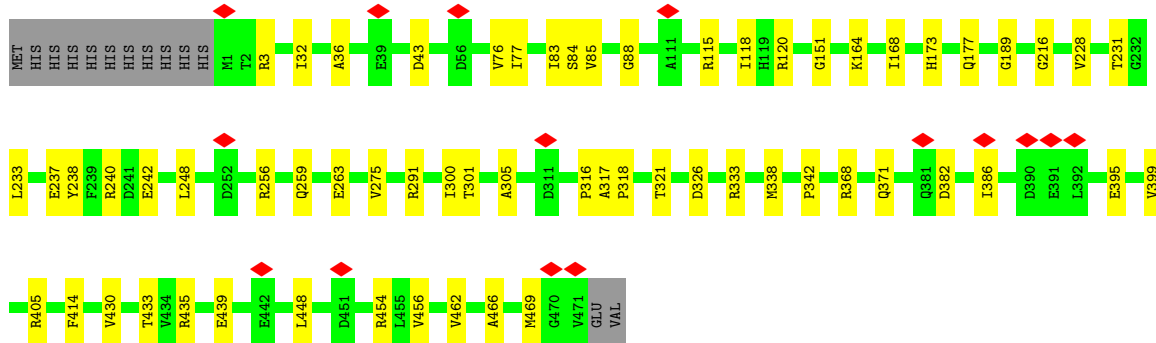 MET HIS HIS HIS HIS HIS HIS HIS HIS HIS M1 T2 R3 I32 A36 E39 D43 D56 V76 I77 I83 S84 V85 G88 A111 R115 I118 H119 R120 G151 K164 I168 H173 Q177 G189 G216 V228 T231 G232
L233 E237 Y238 F239 R240 D241 E242 L248 D252 R256 Q259 E263 V275 R291 I300 T301 A305 D311 P316 A317 P318 T321 D326 R333 M338 P342 R368 Q371 Q381 D382 I386 D390 E391 L392 E395 V399
R405 F414 V430 T433 V434 R435 E439 E442 L448 D451 R454 L455 V456 V462 A466 M469 G470 V471 GLU VAL